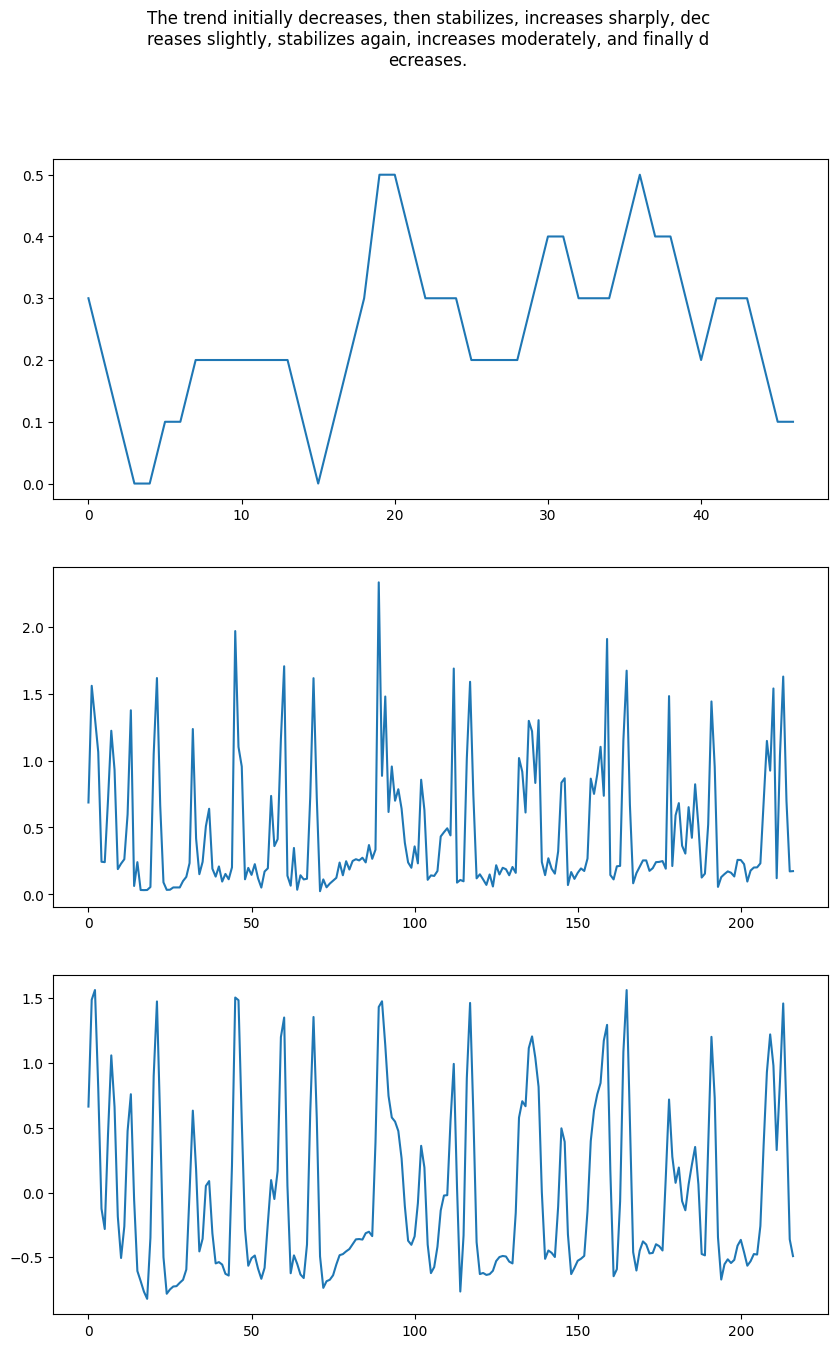 The trend initially decreases, then stabilizes, increases sharply, dec
reases slightly, stabilizes again, increases moderately, and finally d
ecreases.
0.5
0.4
0.3
0.2
0.1
0.0
0 10 20 30 40
2.0
1.5
1.0
0.5
0.0
0 50 100 150 200
1.5
1.0
0.5
0.0
−0.5
0 50 100 150 200